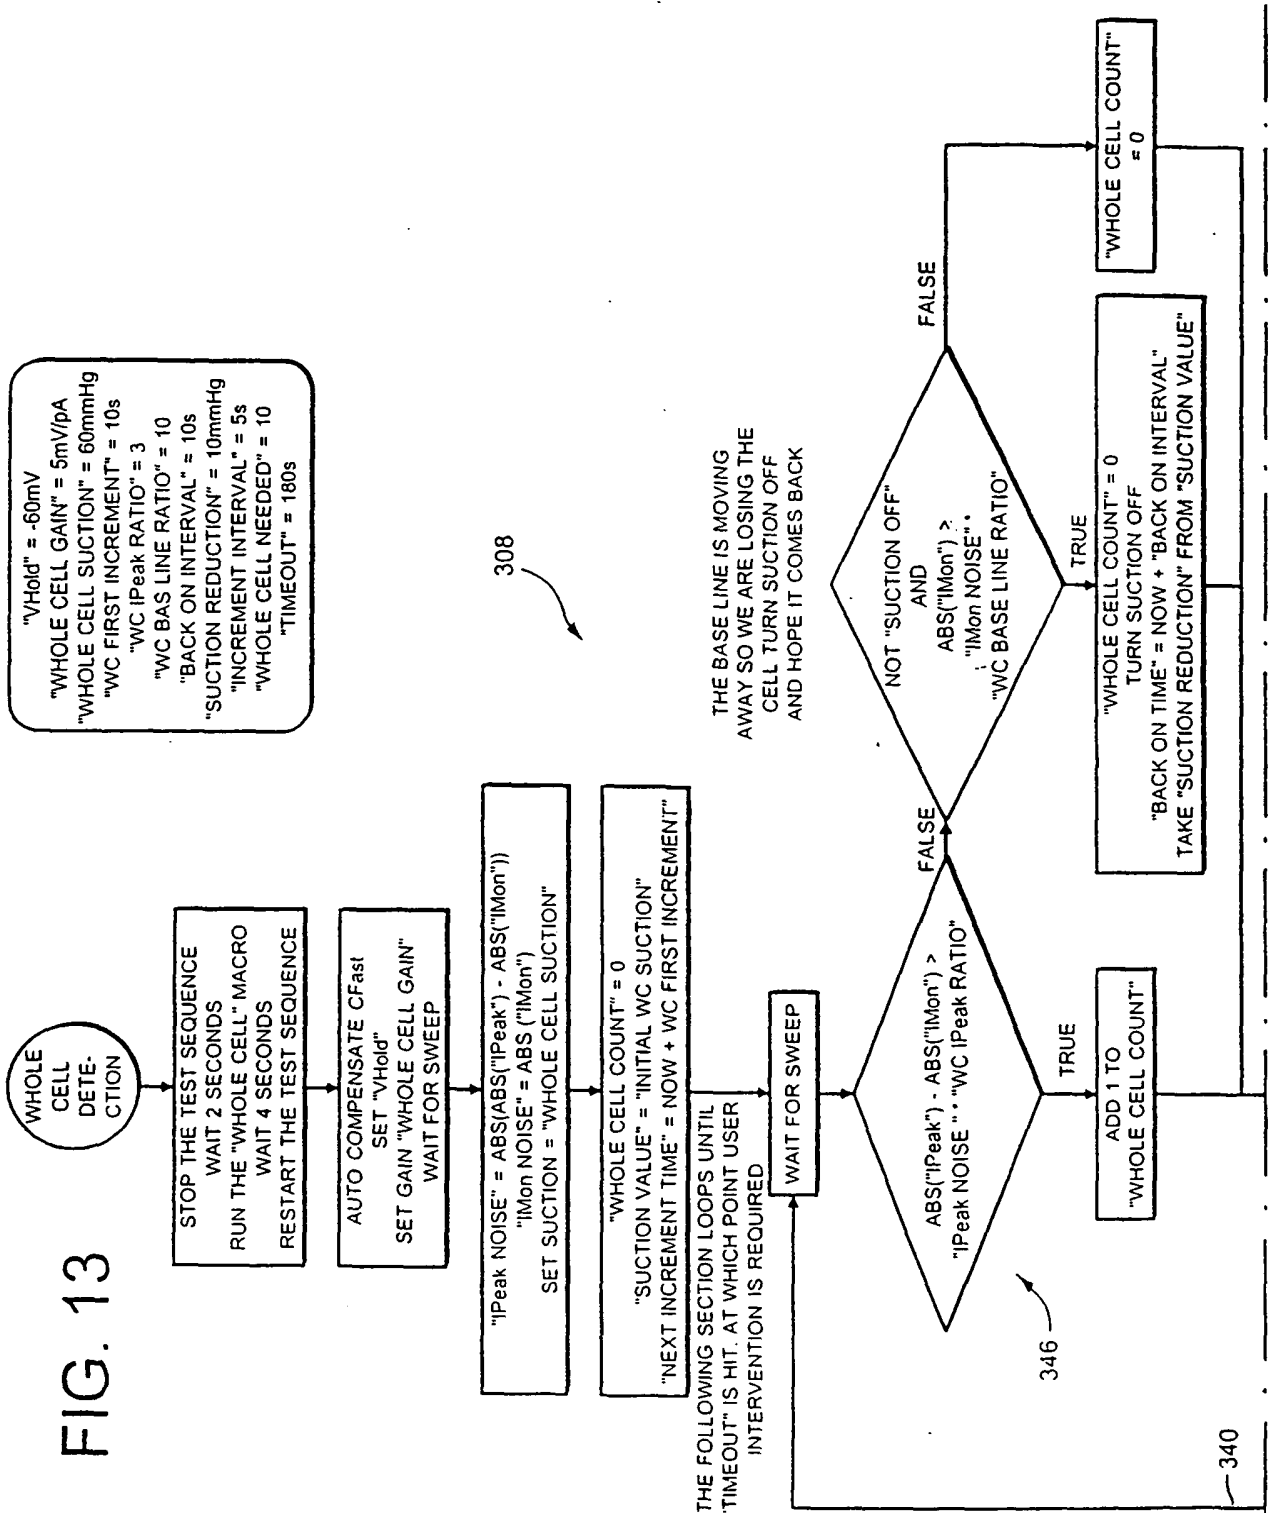 FIG. 13
WHOLE
CELL
DETE-
CTION
STOP THE TEST SEQUENCE
WAIT 2 SECONDS
RUN THE "WHOLE CELL" MACRO
WAIT 4 SECONDS
RESTART THE TEST SEQUENCE
AUTO COMPENSATE CFast
SET "VHold"
SET GAIN "WHOLE CELL GAIN"
WAIT FOR SWEEP
"IPeak NOISE" = ABS(ABS("IPeak") - ABS("IMon"))
"IMon NOISE" = ABS ("IMon")
SET SUCTION = "WHOLE CELL SUCTION"
"WHOLE CELL COUNT" = 0
"SUCTION VALUE" = "INITIAL WC SUCTION"
"NEXT INCREMENT TIME" = NOW + WC FIRST INCREMENT"
THE FOLLOWING SECTION LOOPS UNTIL
"TIMEOUT" IS HIT. AT WHICH POINT USER
INTERVENTION IS REQUIRED
WAIT FOR SWEEP
ABS("IPeak") - ABS("IMon") >
"IPeak NOISE " * "WC IPeak RATIO"
TRUE
FALSE
ADD 1 TO
"WHOLE CELL COUNT"
346
340
"VHold" = -60mV
"WHOLE CELL GAIN" = 5mV/pA
"WHOLE CELL SUCTION" = 60mmHg
"WC FIRST INCREMENT" = 10s
"WC IPeak RATIO" = 3
"WC BAS LINE RATIO" = 10
"BACK ON INTERVAL" = 10s
"SUCTION REDUCTION" = 10mmHg
"INCREMENT INTERVAL" = 5s
"WHOLE CELL NEEDED" = 10
"TIMEOUT" = 180s
308
THE BASE LINE IS MOVING
AWAY SO WE ARE LOSING THE
CELL TURN SUCTION OFF
AND HOPE IT COMES BACK
NOT "SUCTION OFF"
AND
ABS("IMon") >
"IMon NOISE" *
"WC BASE LINE RATIO"
TRUE
FALSE
"WHOLE CELL COUNT" = 0
TURN SUCTION OFF
"BACK ON TIME" = NOW + "BACK ON INTERVAL"
TAKE "SUCTION REDUCTION" FROM "SUCTION VALUE"
"WHOLE CELL COUNT"
= 0